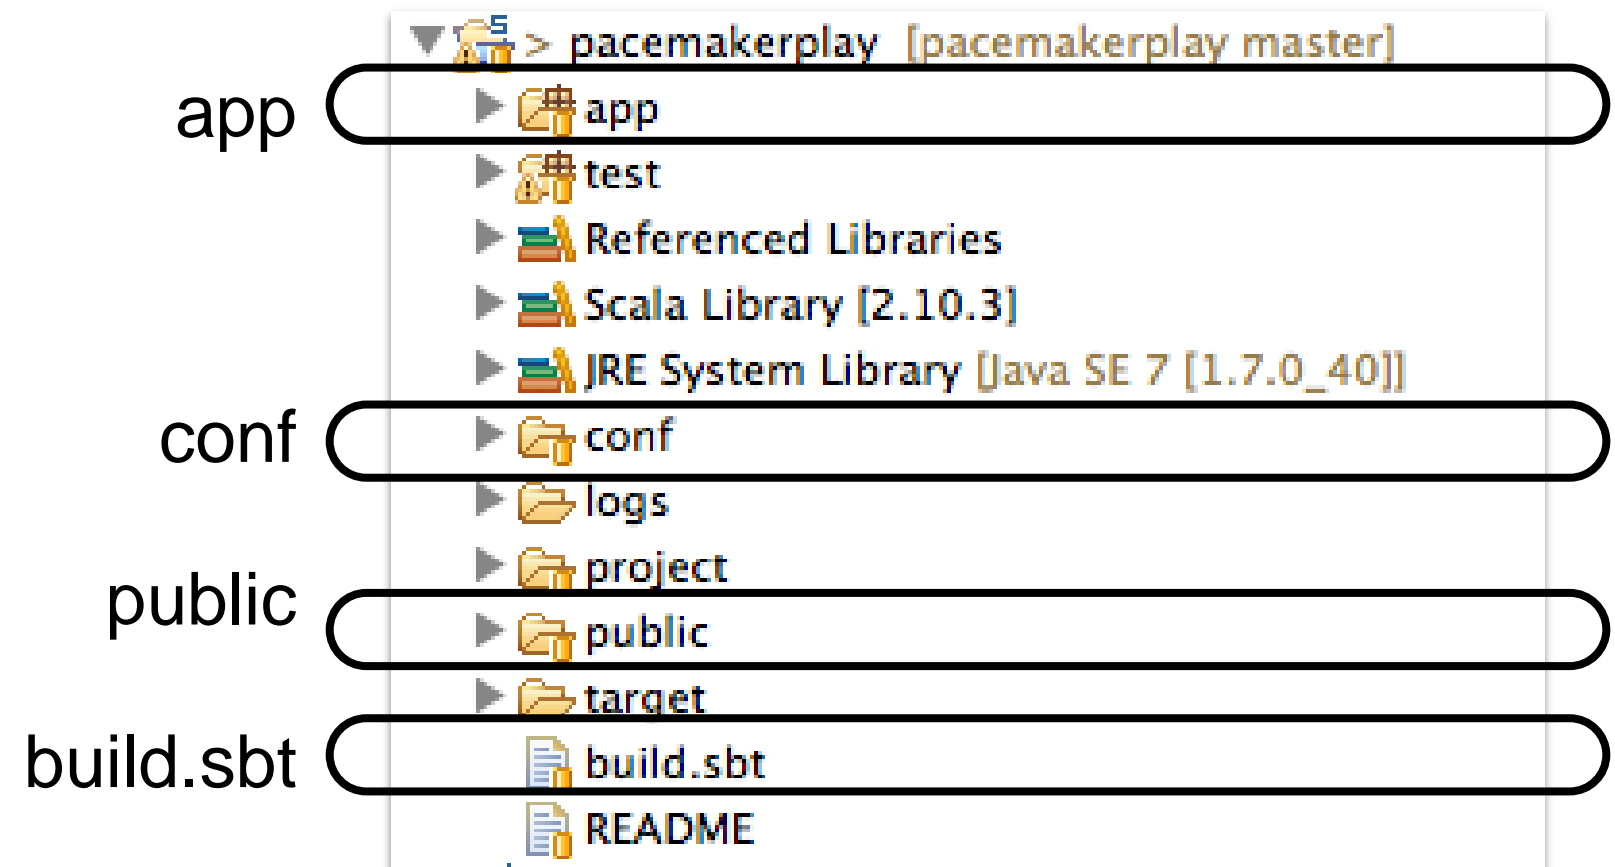 > pacemakerplay [pacemakerplay master]
app app
test
Referenced Libraries
Scala Library [2.10.3]
JRE System Library [Java SE 7 [1.7.0_40]]
conf conf
logs
project
public public
target
build.sbt build.sbt
README